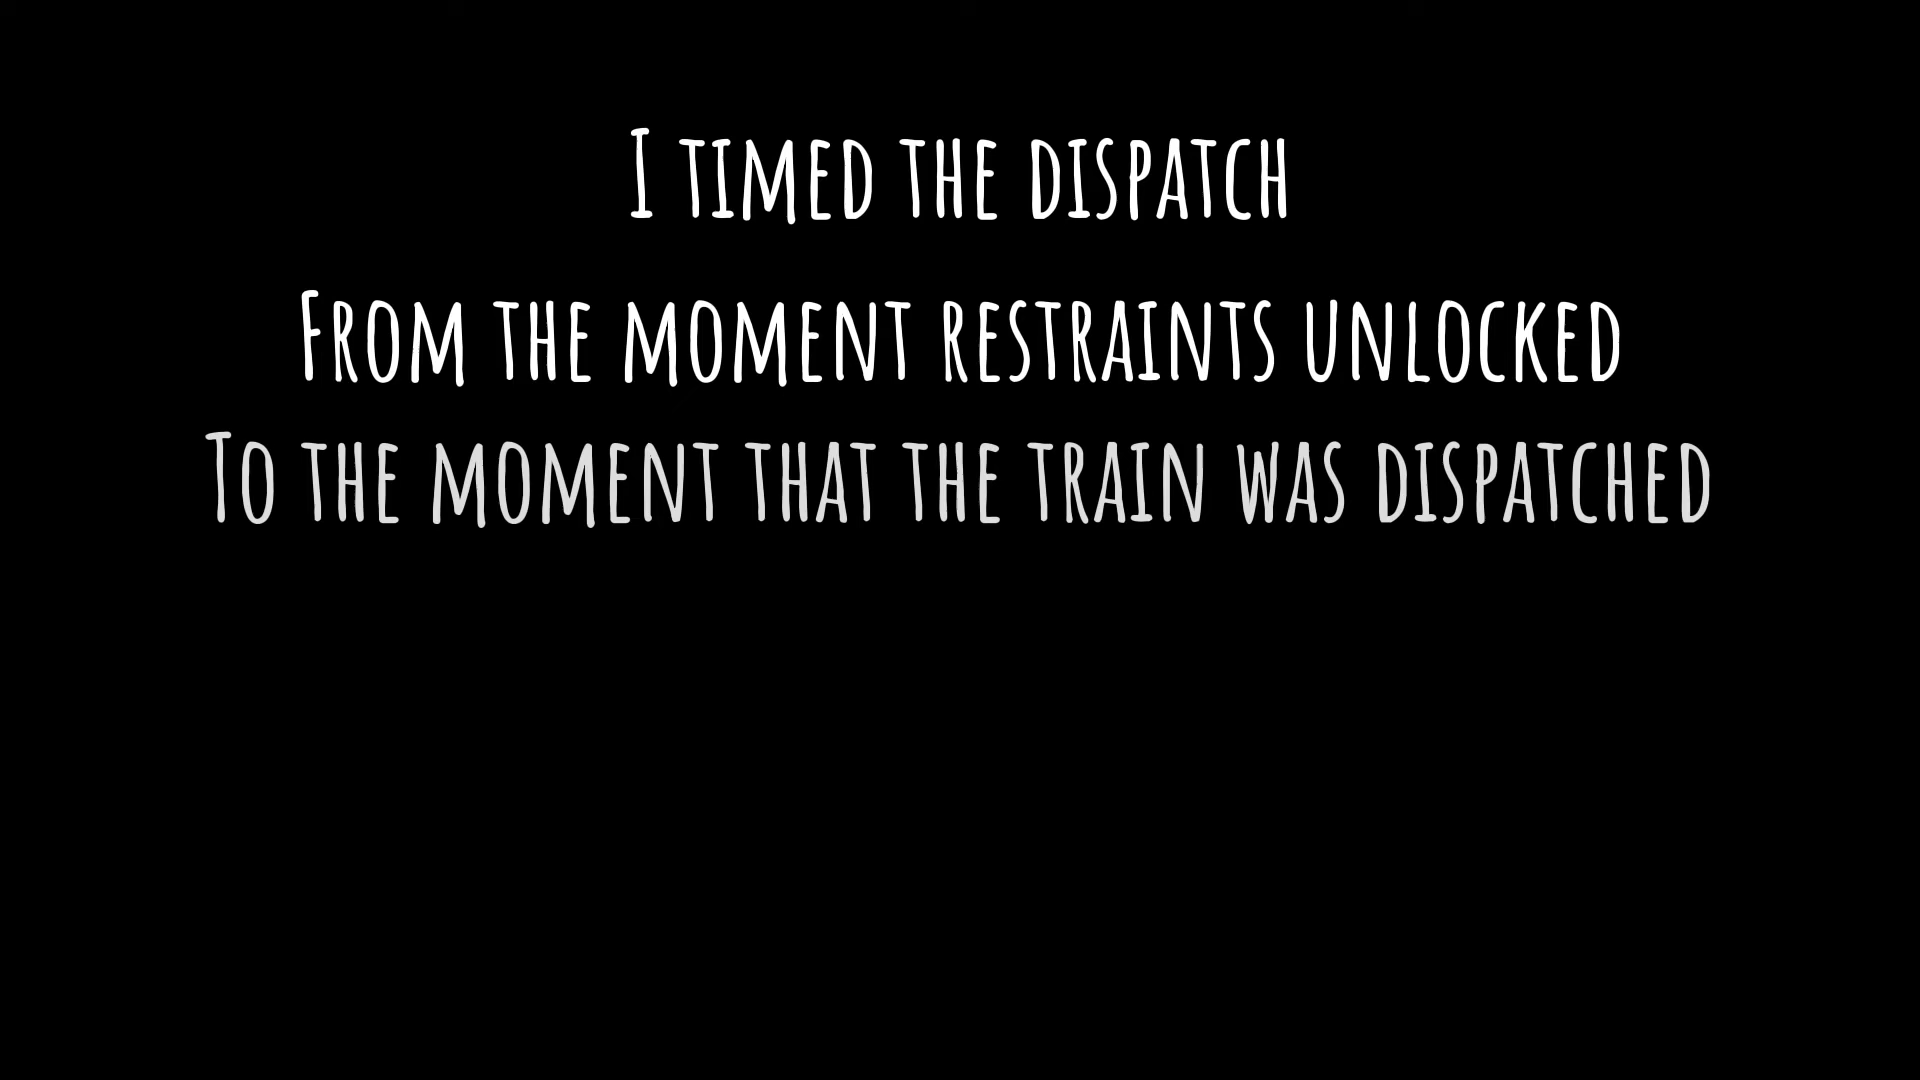 I timed the dispatch
From the moment restraints unlocked
To the moment that the train was dispatched